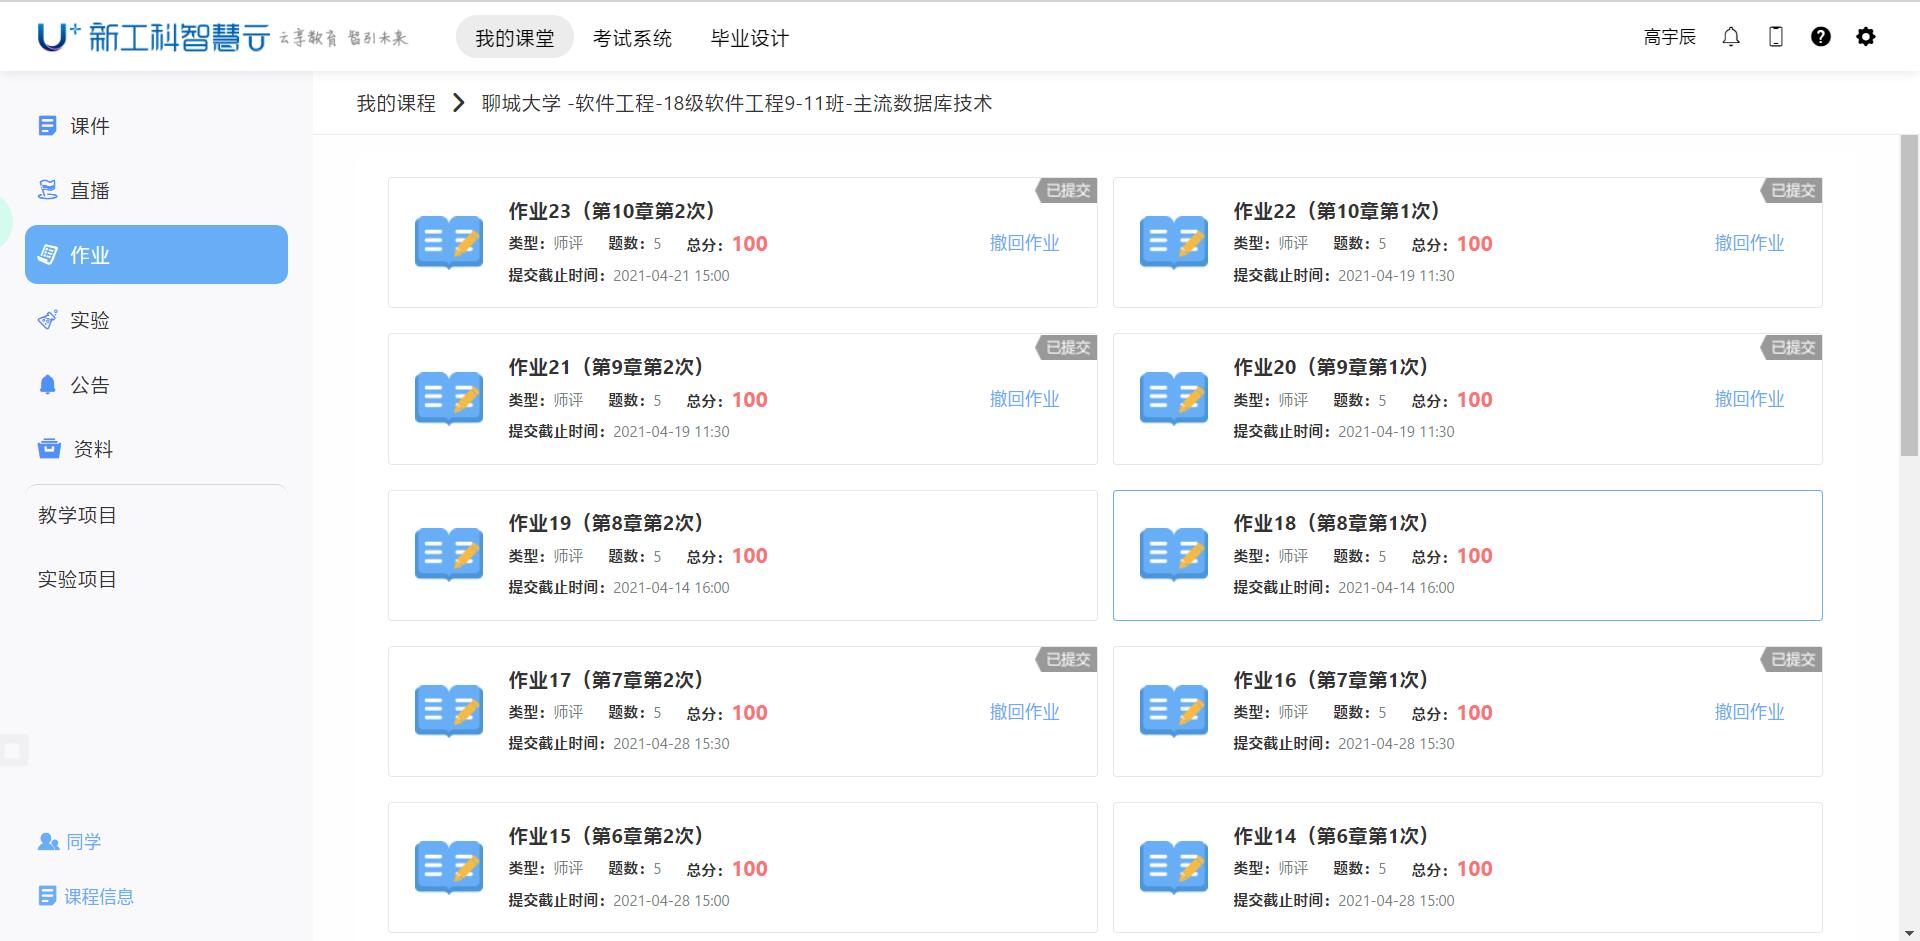 U+ 新工科智慧云 云享教育 智引未来
我的课堂 考试系统 毕业设计
高宇辰
我的课程 聊城大学 -软件工程-18级软件工程9-11班-主流数据库技术
课件
直播
作业
实验
公告
资料
教学项目
实验项目
同学
课程信息
已提交
作业23（第10章第2次）
类型：师评 题数：5 总分：100
撤回作业
提交截止时间：2021-04-21 15:00
已提交
作业22（第10章第1次）
类型：师评 题数：5 总分：100
撤回作业
提交截止时间：2021-04-19 11:30
已提交
作业21（第9章第2次）
类型：师评 题数：5 总分：100
撤回作业
提交截止时间：2021-04-19 11:30
已提交
作业20（第9章第1次）
类型：师评 题数：5 总分：100
撤回作业
提交截止时间：2021-04-19 11:30
作业19（第8章第2次）
类型：师评 题数：5 总分：100
提交截止时间：2021-04-14 16:00
作业18（第8章第1次）
类型：师评 题数：5 总分：100
提交截止时间：2021-04-14 16:00
已提交
作业17（第7章第2次）
类型：师评 题数：5 总分：100
撤回作业
提交截止时间：2021-04-28 15:30
已提交
作业16（第7章第1次）
类型：师评 题数：5 总分：100
撤回作业
提交截止时间：2021-04-28 15:30
作业15（第6章第2次）
类型：师评 题数：5 总分：100
提交截止时间：2021-04-28 15:00
作业14（第6章第1次）
类型：师评 题数：5 总分：100
提交截止时间：2021-04-28 15:00